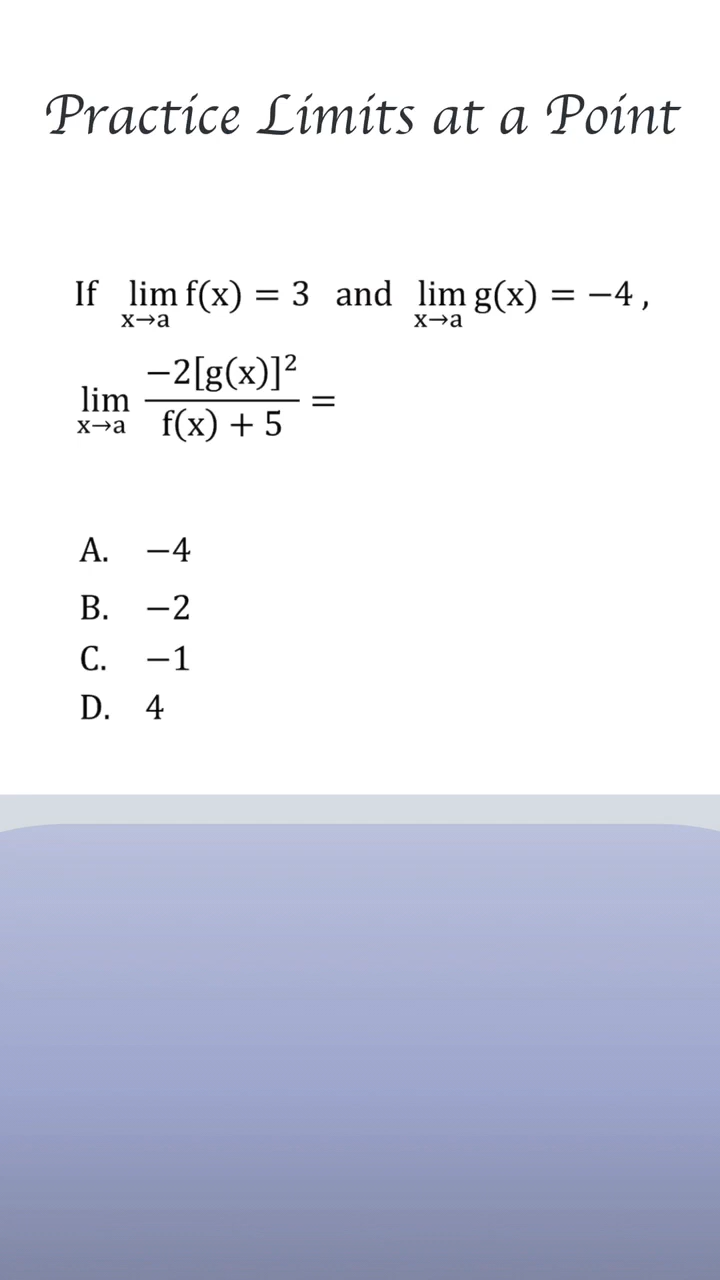 Practice Limits at a Point
If lim x→a f(x) = 3 and lim x→a g(x) = −4 ,
lim x→a −2[g(x)]² / f(x) + 5 =
A. −4
B. −2
C. −1
D. 4